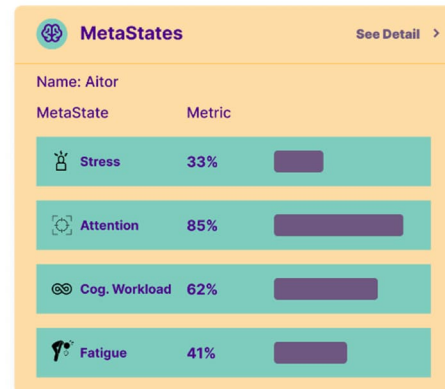 MetaStates See Detail >
Name: Aitor
MetaState Metric
Stress 33%
Attention 85%
Cog. Workload 62%
Fatigue 41%